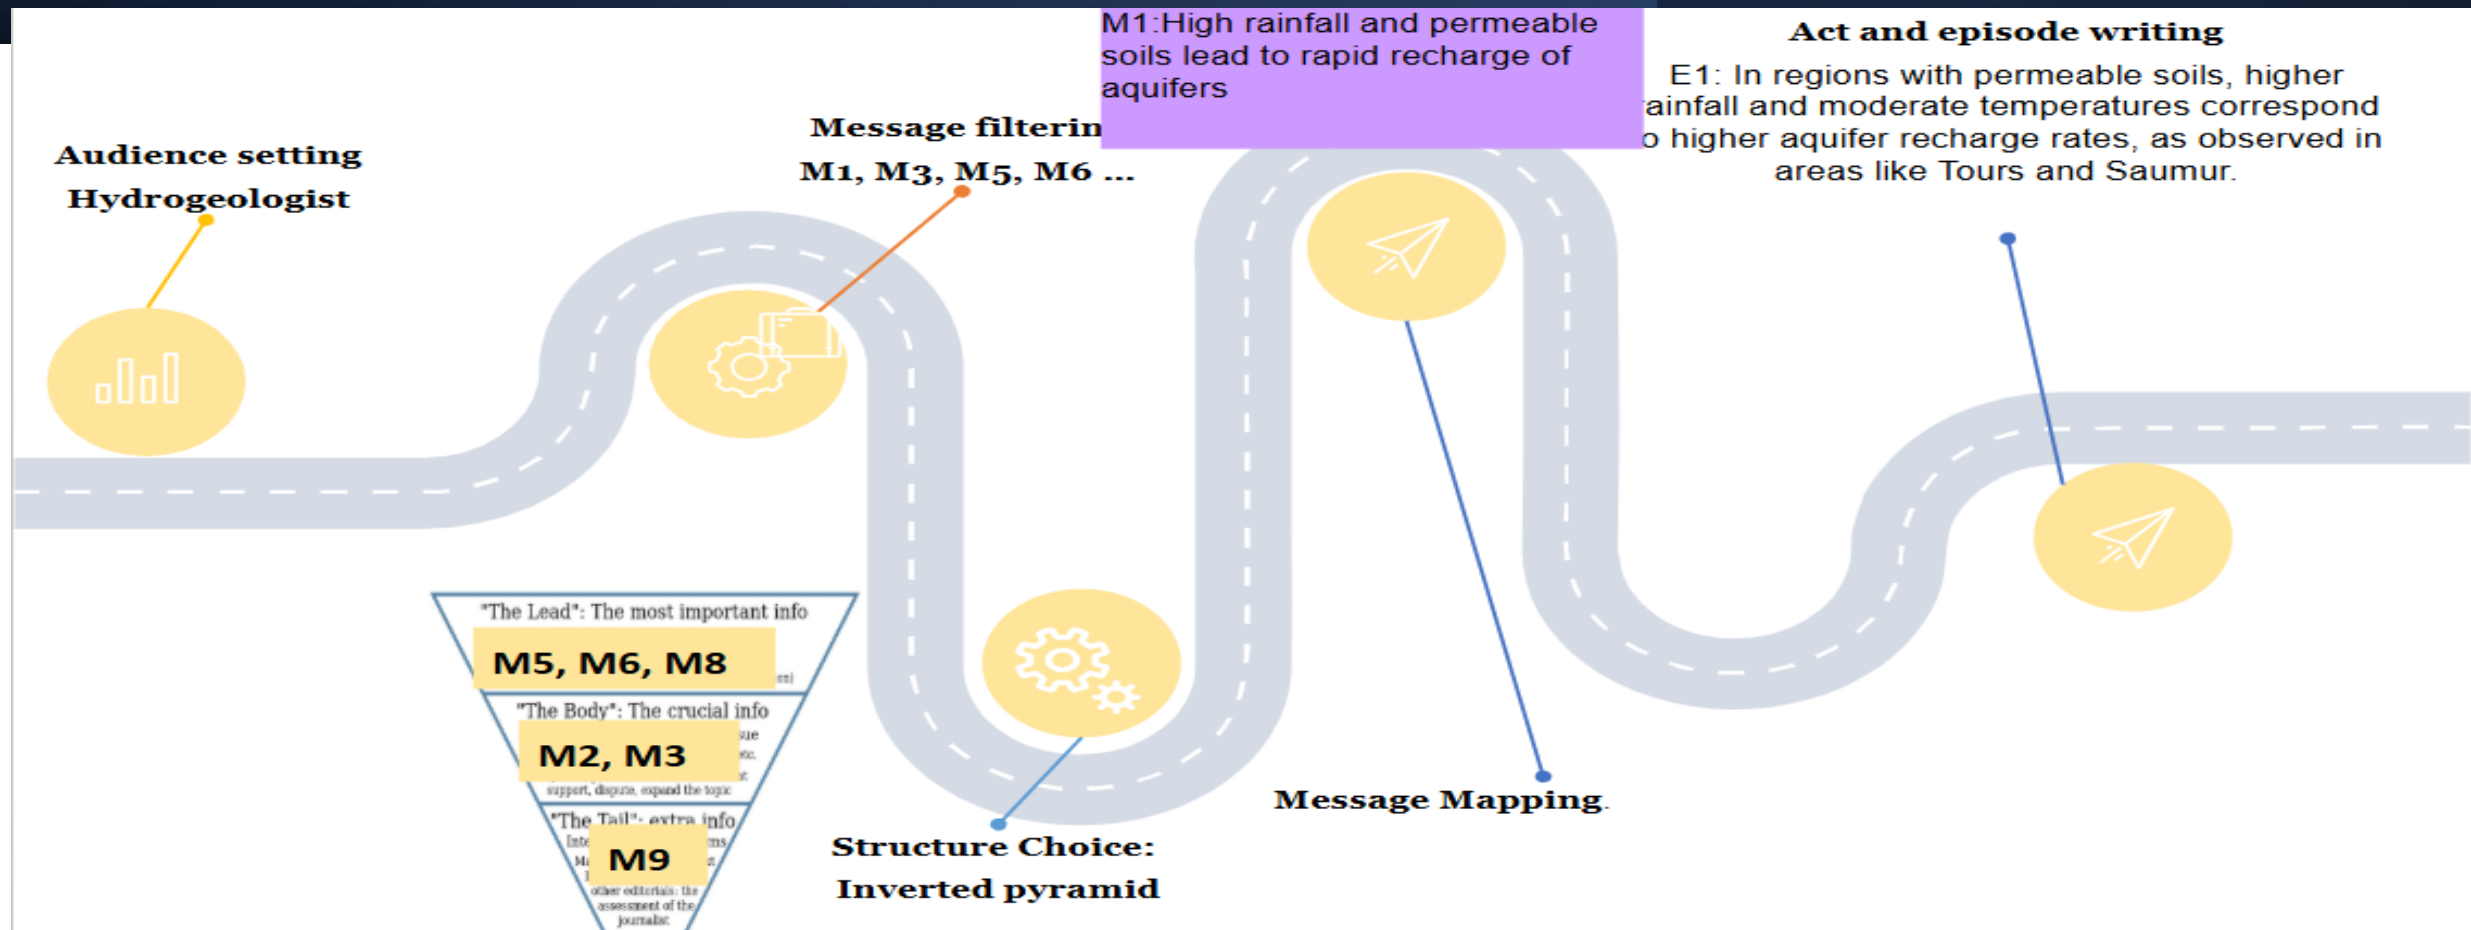 M1:High rainfall and permeable
soils lead to rapid recharge of
aquifers
Act and episode writing
E1: In regions with permeable soils, higher
ainfall and moderate temperatures correspond
o higher aquifer recharge rates, as observed in
areas like Tours and Saumur.
Audience setting
Hydrogeologist
Message filterin
M1, M3, M5, M6 ...
"The Lead": The most important info
M5, M6, M8
"The Body": The crucial info
M2, M3
support, dispute, expand the topic
"The Tail": extra info
M9
other editorials: the
assessment of the
journalist
Structure Choice:
Inverted pyramid
Message Mapping.